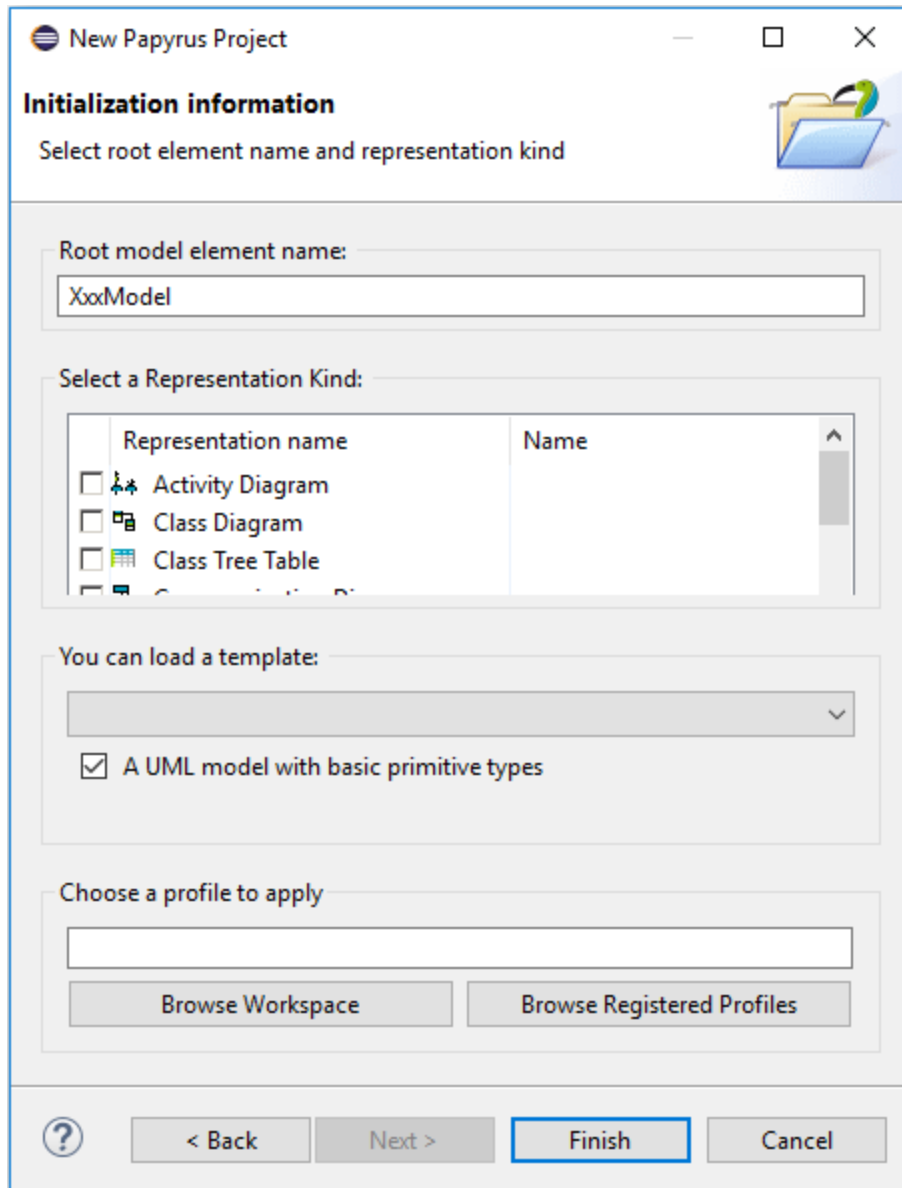 New Papyrus Project
Initialization information
Select root element name and representation kind
Root model element name:
XxxModel
Select a Representation Kind:
Representation name Name
Activity Diagram
Class Diagram
Class Tree Table
You can load a template:
A UML model with basic primitive types
Choose a profile to apply
Browse Workspace Browse Registered Profiles
? < Back Next > Finish Cancel